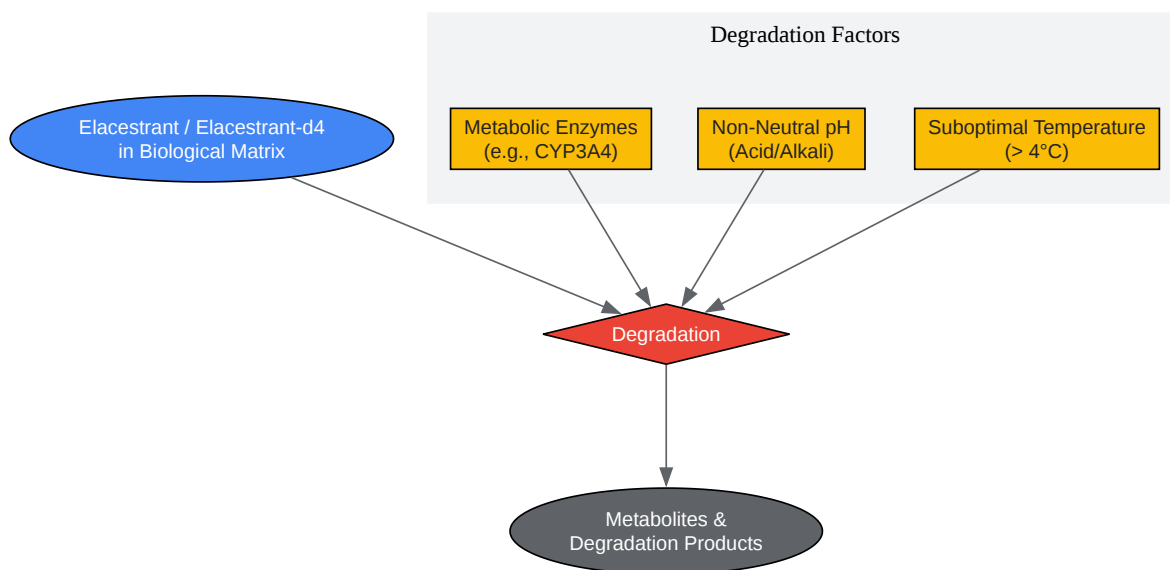 Degradation Factors
Elacestrant / Elacestrant-d4
in Biological Matrix
Metabolic Enzymes
(e.g., CYP3A4)
Non-Neutral pH
(Acid/Alkali)
Suboptimal Temperature
(> 4°C)
Degradation
Metabolites &
Degradation Products